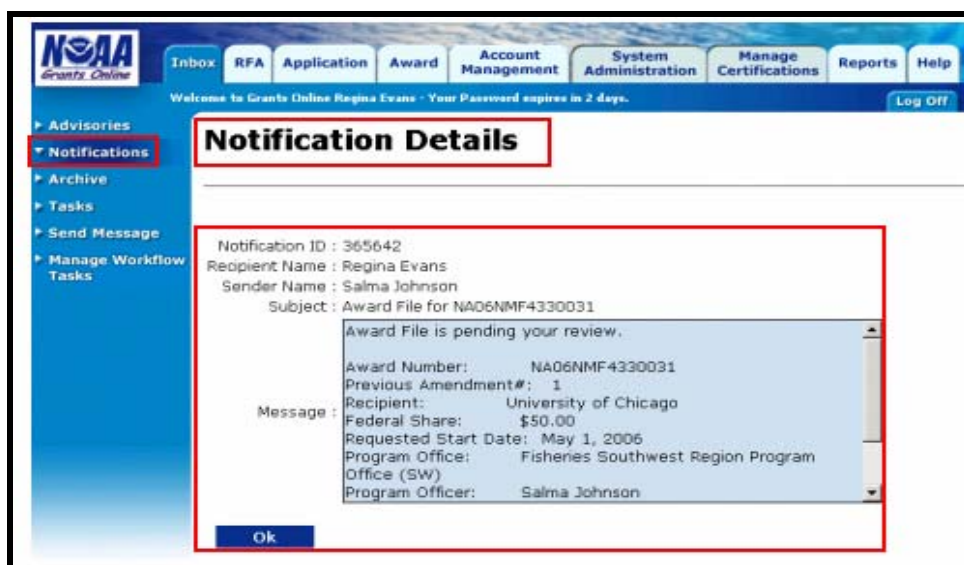 NOAA
Grants Online
Inbox RFA Application Award Account Management System Administration Manage Certifications Reports Help
Welcome to Grants Online Regina Evans - Your Password expires in 2 days.
Log Off
Advisories
Notifications
Archive
Tasks
Send Message
Manage Workflow
Tasks
Notification Details
Notification ID : 365642
Recipient Name : Regina Evans
Sender Name : Salma Johnson
Subject : Award File for NA06NMF4330031
Message :
Award File is pending your review.
Award Number: NA06NMF4330031
Previous Amendment#: 1
Recipient: University of Chicago
Federal Share: $50.00
Requested Start Date: May 1, 2006
Program Office: Fisheries Southwest Region Program
Office (SW)
Program Officer: Salma Johnson
Ok